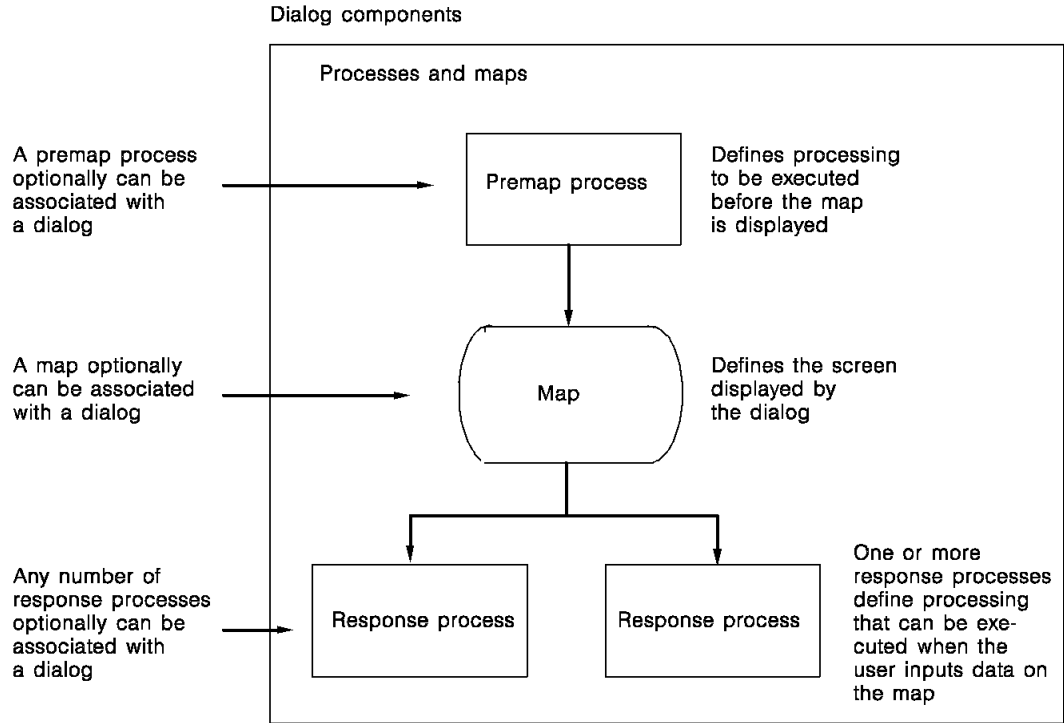 Dialog components
Processes and maps
A premap process
optionally can be
associated with
a dialog
Premap process
Defines processing
to be executed
before the map
is displayed
A map optionally
can be associated
with a dialog
Map
Defines the screen
displayed by
the dialog
Any number of
response processes
optionally can be
associated with
a dialog
Response process
Response process
One or more
response processes
define processing
that can be exe-
cuted when the
user inputs data on
the map